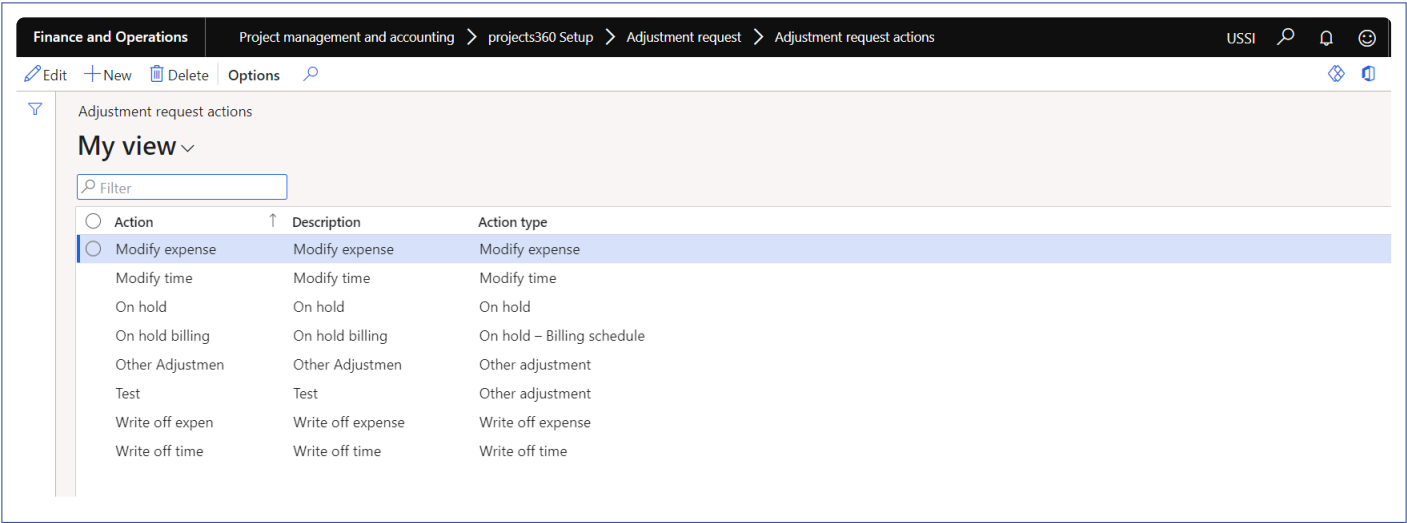 Finance and Operations Project management and accounting > projects360 Setup > Adjustment request > Adjustment request actions USSI
Edit New Delete Options
Adjustment request actions
My view
Filter
Action Description Action type
Modify expense Modify expense Modify expense
Modify time Modify time Modify time
On hold On hold On hold
On hold billing On hold billing On hold – Billing schedule
Other Adjustmen Other Adjustmen Other adjustment
Test Test Other adjustment
Write off expen Write off expense Write off expense
Write off time Write off time Write off time